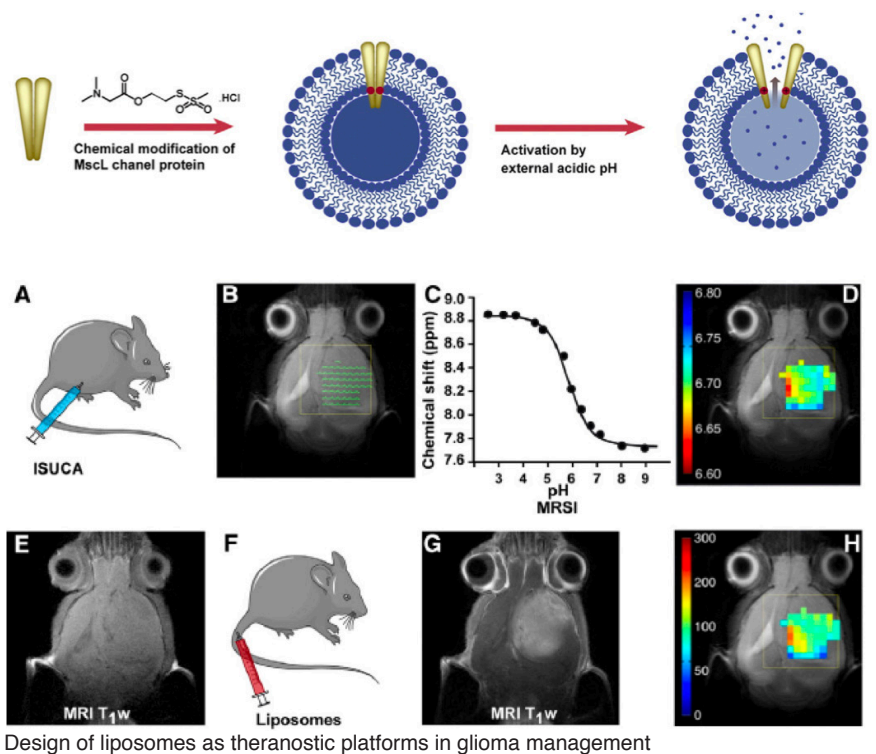 N
O
O
S
S
O
O
.HCl
Chemical modification of
MscL chanel protein
Activation by
external acidic pH
A
ISUCA
B
C
Chemical shift (ppm)
9.0
8.8
8.6
8.4
8.2
8.0
7.8
7.6
3 4 5 6 7 8 9
pH
MRSI
D
6.80
6.75
6.70
6.65
6.60
E
MRI T₁w
F
Liposomes
G
MRI T₁w
H
300
200
100
50
0
Design of liposomes as theranostic platforms in glioma management